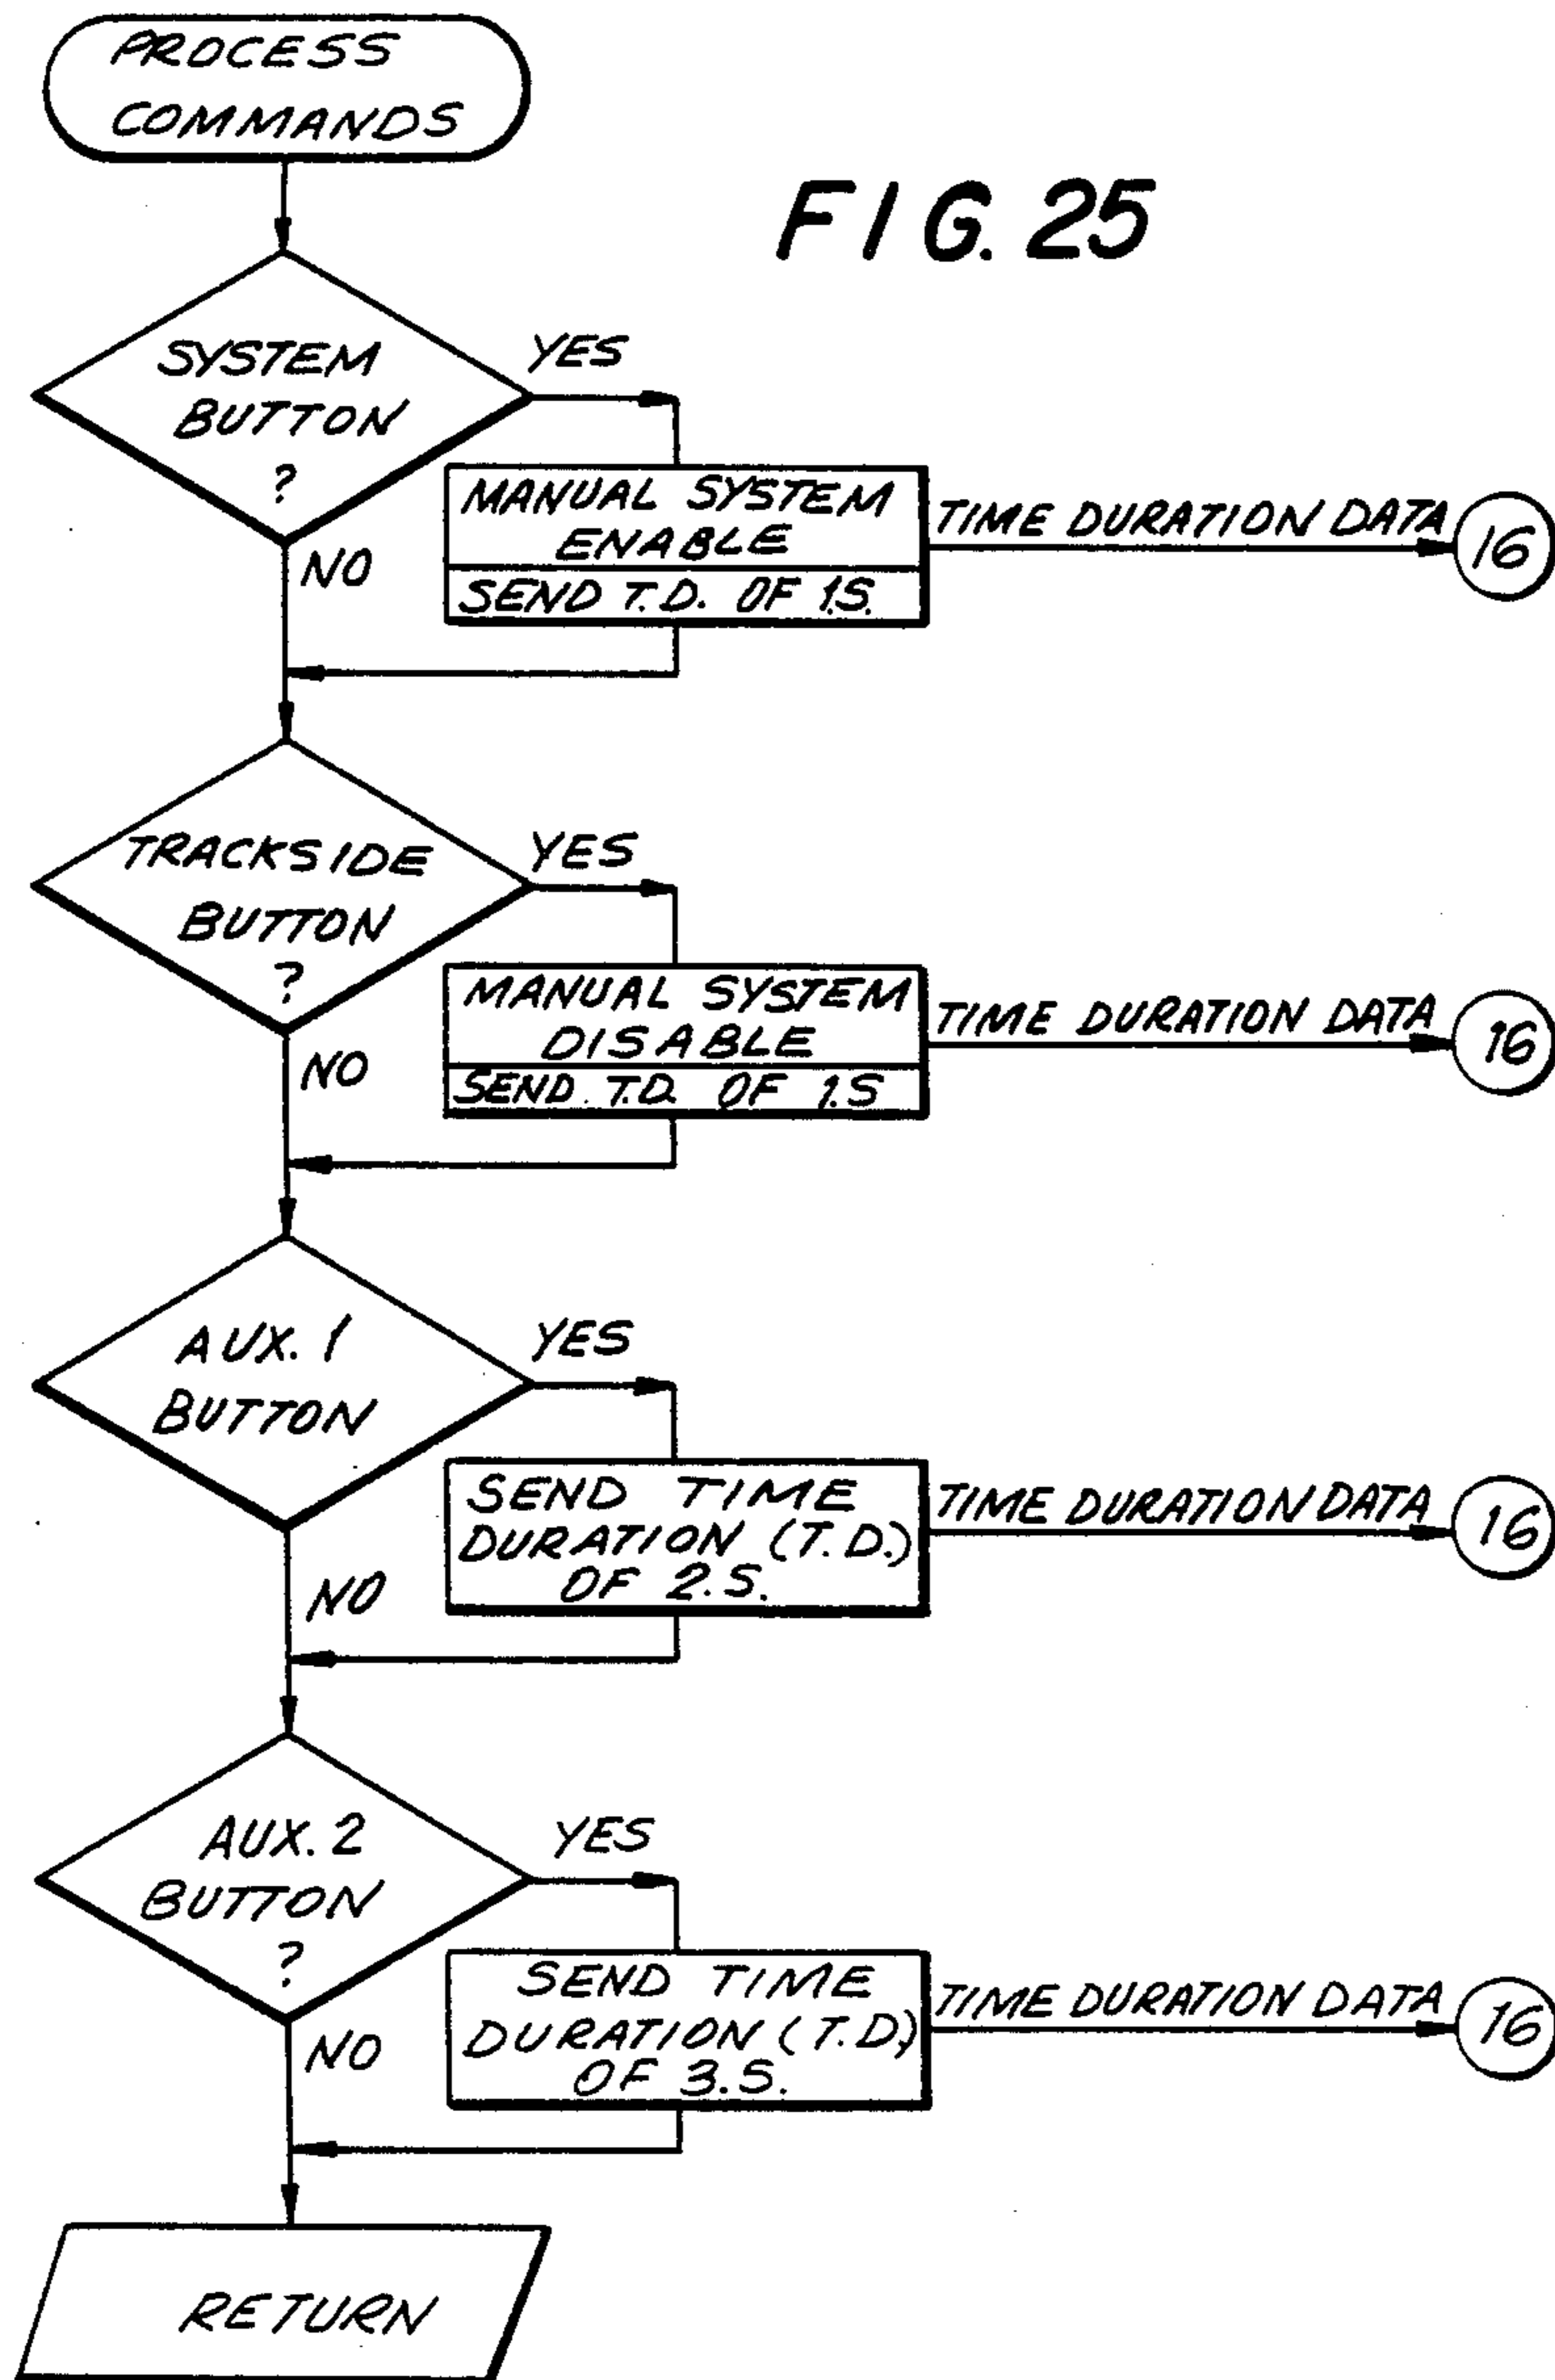 PROCESS
COMMANDS
FIG. 25
SYSTEM
BUTTON
?
YES
NO
MANUAL SYSTEM
ENABLE
SEND T.D. OF 1.S.
TIME DURATION DATA
16
TRACKSIDE
BUTTON
?
YES
NO
MANUAL SYSTEM
DISABLE
SEND. T.D. OF 1.S
TIME DURATION DATA
16
AUX. 1
BUTTON
YES
NO
SEND TIME
DURATION (T.D.)
OF 2.S.
TIME DURATION DATA
16
AUX. 2
BUTTON
?
YES
NO
SEND TIME
DURATION (T.D.)
OF 3.S.
TIME DURATION DATA
16
RETURN